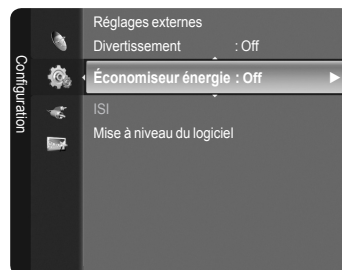 Configuration
Réglages externes
Divertissement : Off
Économiseur énergie : Off
ISI
Mise à niveau du logiciel